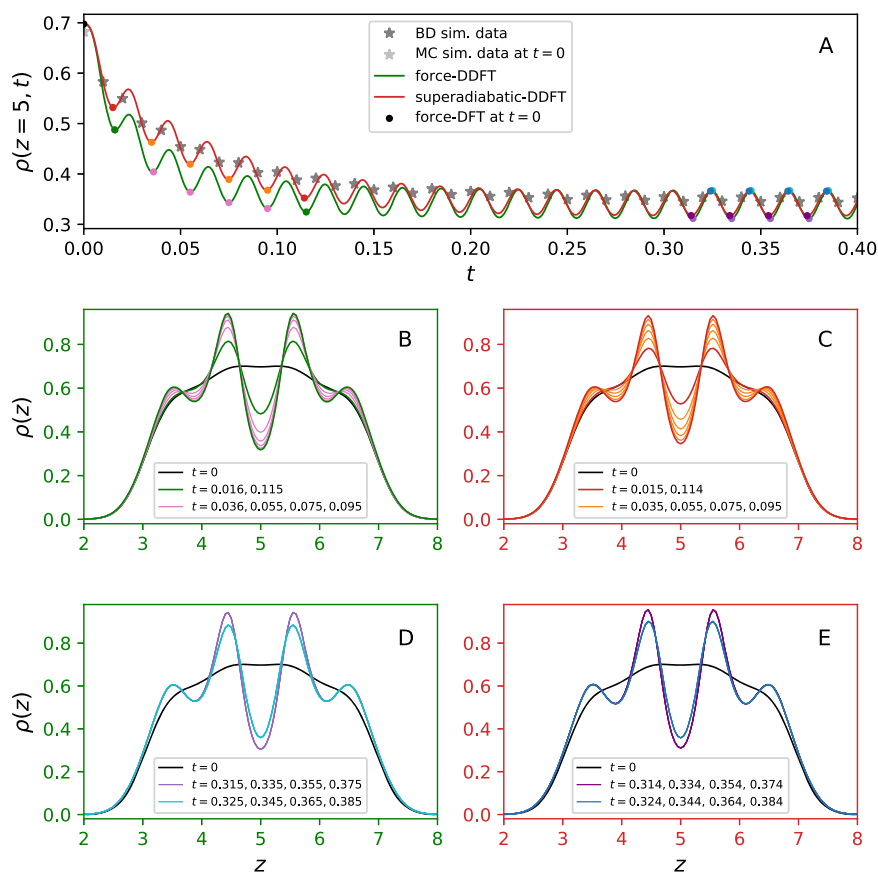 0.7
0.6
0.5
0.4
0.3
ρ(z = 5, t)
BD sim. data
MC sim. data at t = 0
force-DDFT
superadiabatic-DDFT
force-DFT at t = 0
A
0.00 0.05 0.10 0.15 0.20 0.25 0.30 0.35 0.40
t
B
0.8
0.6
0.4
0.2
0.0
ρ(z)
t = 0
t = 0.016, 0.115
t = 0.036, 0.055, 0.075, 0.095
2 3 4 5 6 7 8
C
0.8
0.6
0.4
0.2
0.0
ρ(z)
t = 0
t = 0.015, 0.114
t = 0.035, 0.055, 0.075, 0.095
2 3 4 5 6 7 8
D
0.8
0.6
0.4
0.2
0.0
ρ(z)
t = 0
t = 0.315, 0.335, 0.355, 0.375
t = 0.325, 0.345, 0.365, 0.385
2 3 4 5 6 7 8
z
E
0.8
0.6
0.4
0.2
0.0
ρ(z)
t = 0
t = 0.314, 0.334, 0.354, 0.374
t = 0.324, 0.344, 0.364, 0.384
2 3 4 5 6 7 8
z